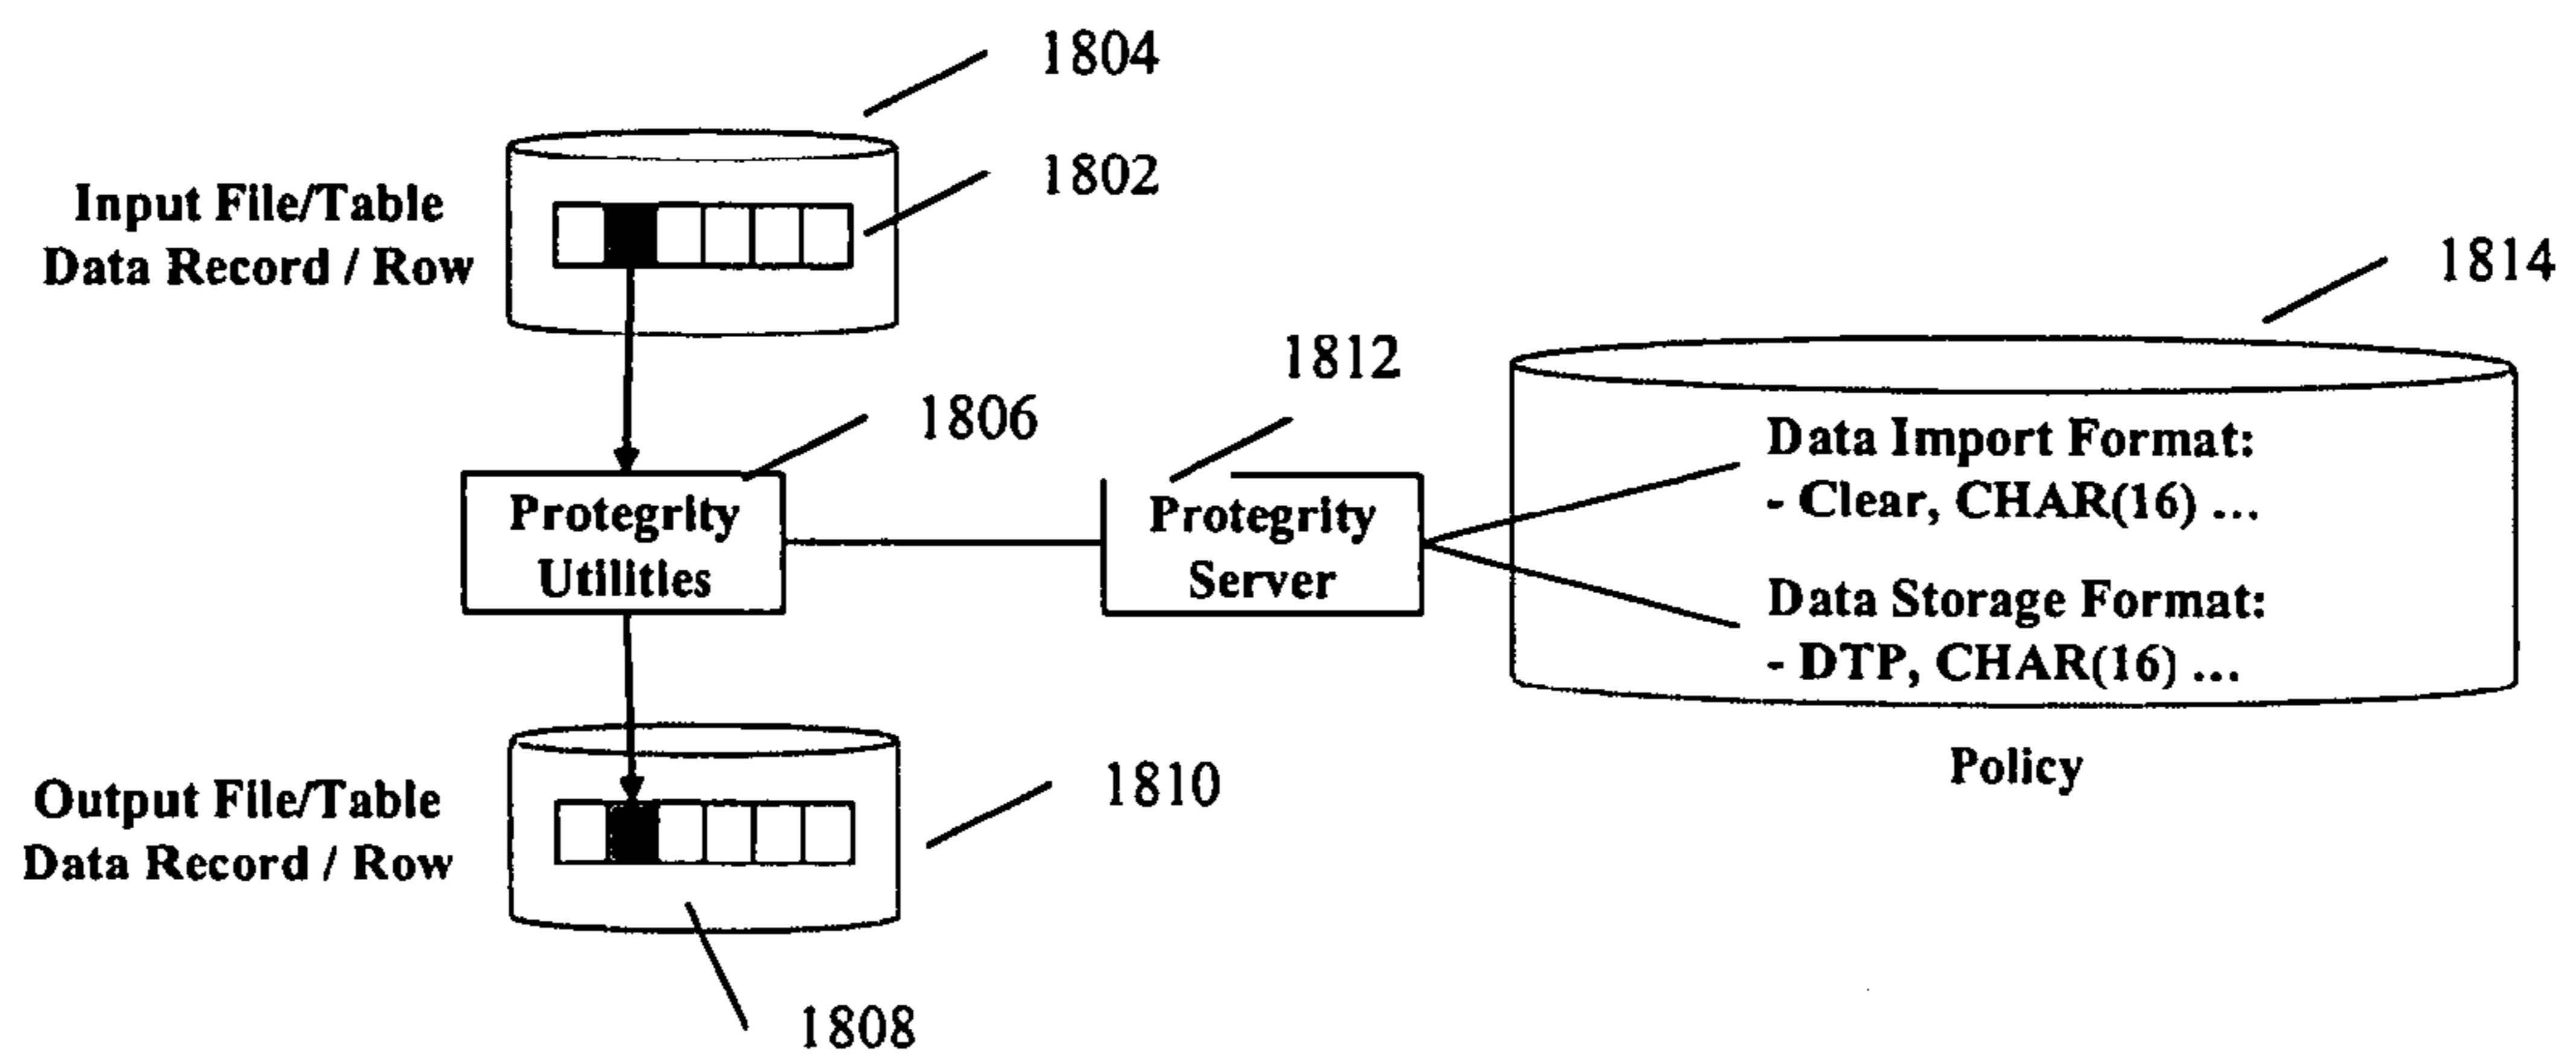 1804
1802
Input File/Table
Data Record / Row
1814
1812
1806
Data Import Format:
- Clear, CHAR(16) ...
Protegrity
Utilities
Protegrity
Server
Data Storage Format:
- DTP, CHAR(16) ...
Policy
1810
Output File/Table
Data Record / Row
1808